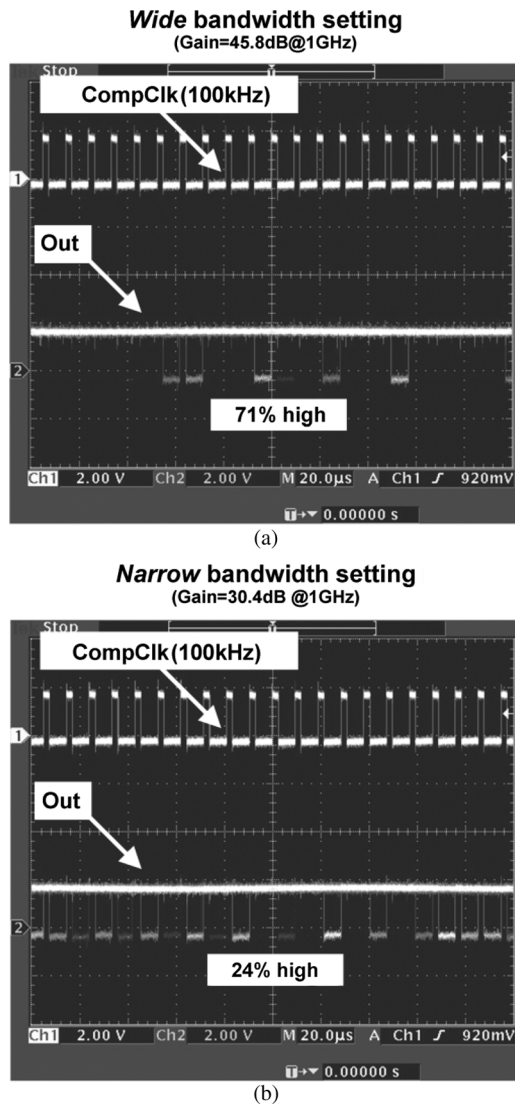 Wide bandwidth setting
(Gain=45.8dB@1GHz)
Stop
CompClk(100kHz)
1
Out
2
71% high
Ch1 2.00 V Ch2 2.00 V M 20.0µs A Ch1 920mV
T 0.00000 s
(a)
Narrow bandwidth setting
(Gain=30.4dB @1GHz)
Stop
CompClk(100kHz)
1
Out
2
24% high
Ch1 2.00 V Ch2 2.00 V M 20.0µs A Ch1 920mV
T 0.00000 s
(b)